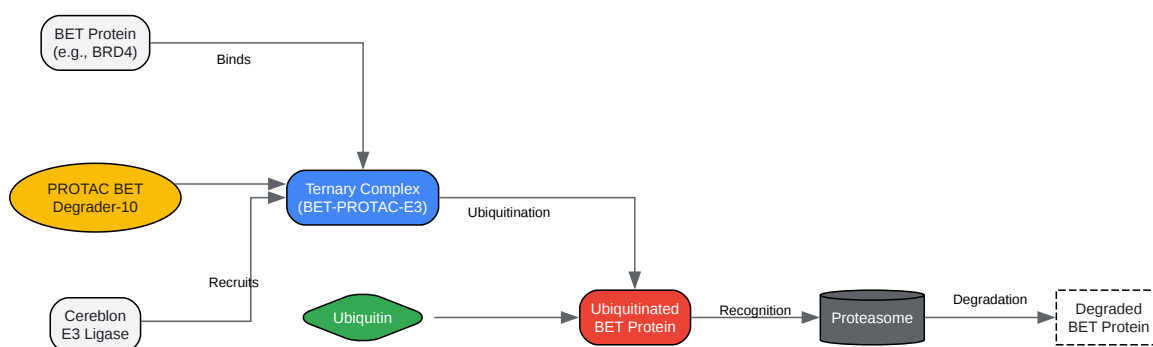 BET Protein
(e.g., BRD4)
Binds
PROTAC BET
Degrader-10
Ternary Complex
(BET-PROTAC-E3)
Ubiquitination
Recruits
Cereblon
E3 Ligase
Ubiquitin
Ubiquitinated
BET Protein
Recognition
Proteasome
Degradation
Degraded
BET Protein